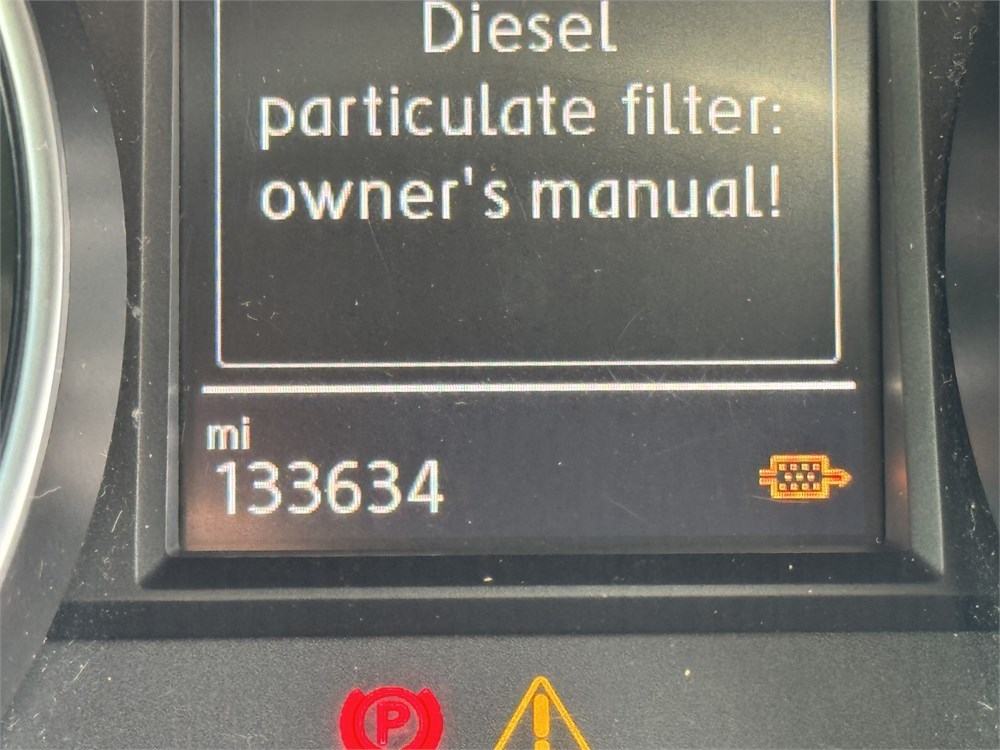 Diesel
particulate filter:
owner's manual!
mi
133634
P